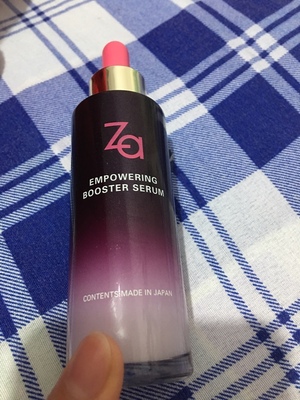 Za
EMPOWERING
BOOSTER SERUM
CONTENTS MADE IN JAPAN